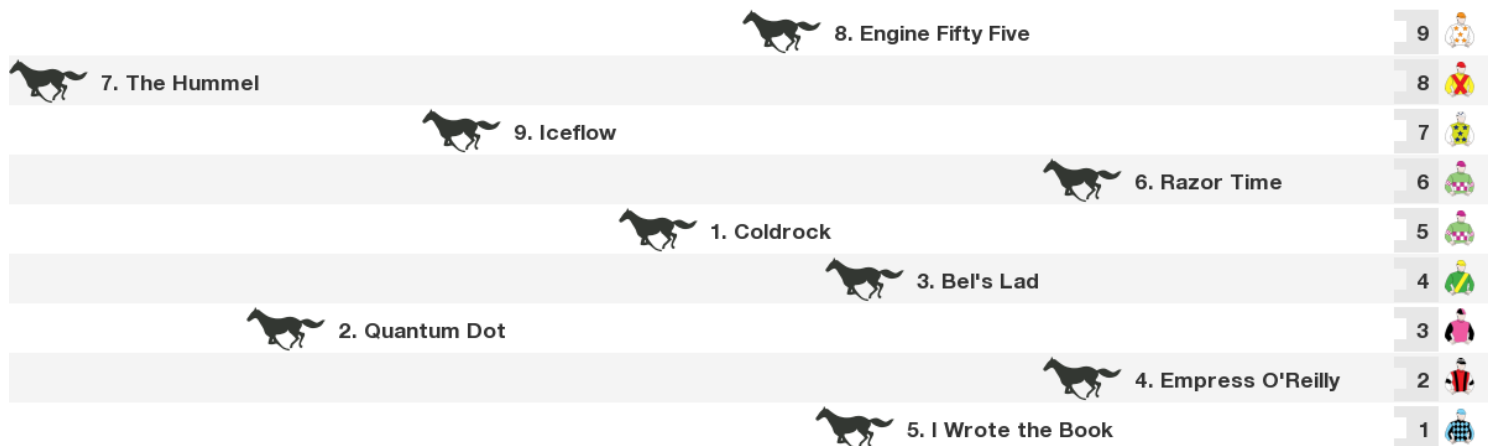 8. Engine Fifty Five 9
7. The Hummel 8
9. Iceflow 7
6. Razor Time 6
1. Coldrock 5
3. Bel's Lad 4
2. Quantum Dot 3
4. Empress O'Reilly 2
5. I Wrote the Book 1